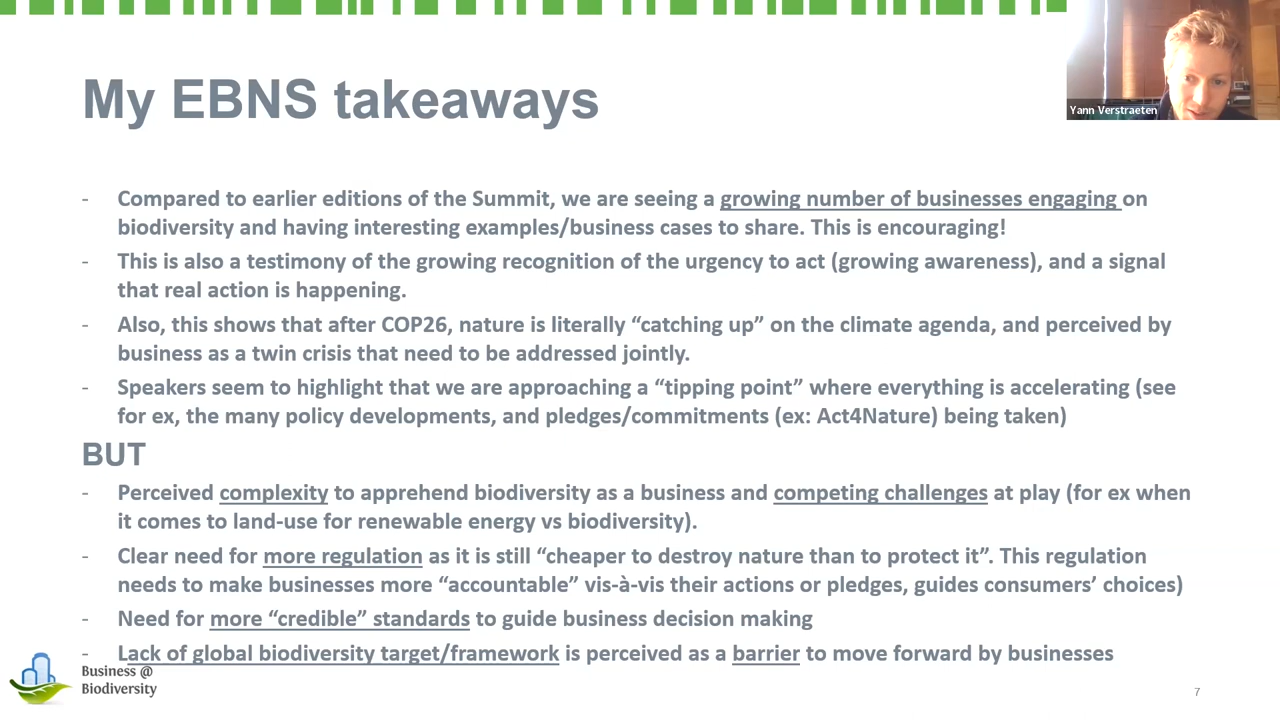 My EBNS takeaways
Yann Verstraeten
- Compared to earlier editions of the Summit, we are seeing a growing number of businesses engaging on
biodiversity and having interesting examples/business cases to share. This is encouraging!
- This is also a testimony of the growing recognition of the urgency to act (growing awareness), and a signal
that real action is happening.
- Also, this shows that after COP26, nature is literally “catching up” on the climate agenda, and perceived by
business as a twin crisis that need to be addressed jointly.
- Speakers seem to highlight that we are approaching a “tipping point” where everything is accelerating (see
for ex, the many policy developments, and pledges/commitments (ex: Act4Nature) being taken)
BUT
- Perceived complexity to apprehend biodiversity as a business and competing challenges at play (for ex when
it comes to land-use for renewable energy vs biodiversity).
- Clear need for more regulation as it is still “cheaper to destroy nature than to protect it”. This regulation
needs to make businesses more “accountable” vis-à-vis their actions or pledges, guides consumers’ choices)
- Need for more “credible” standards to guide business decision making
- Lack of global biodiversity target/framework is perceived as a barrier to move forward by businesses
Business @
Biodiversity
7